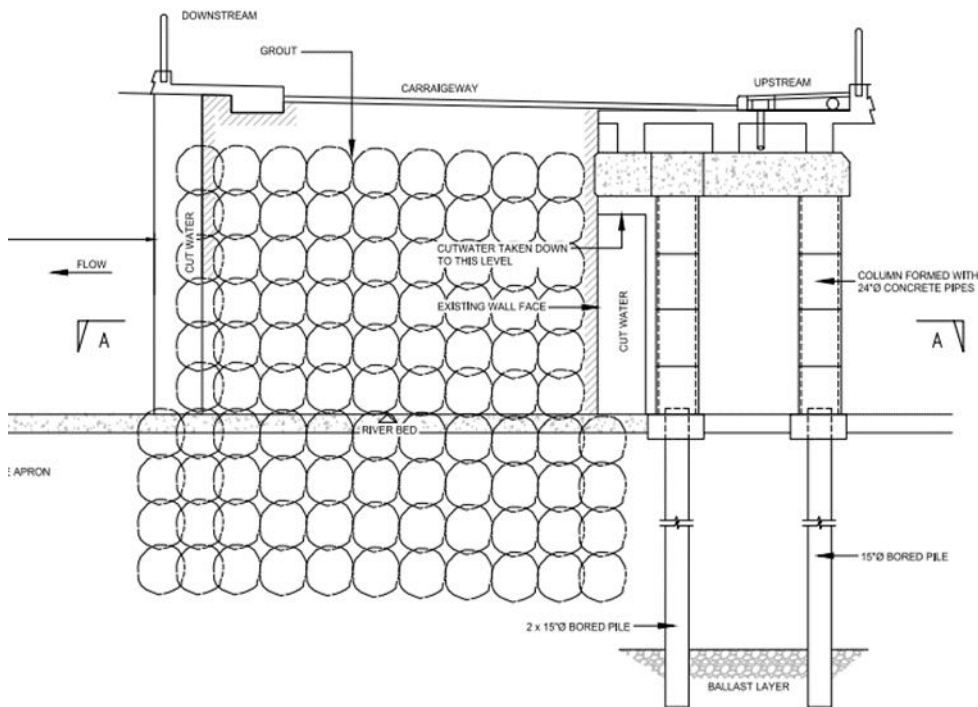 DOWNSTREAM
GROUT
CARRAIGEWAY
UPSTREAM
CUT WATER
FLOW
CUTWATER TAKEN DOWN
TO THIS LEVEL
COLUMN FORMED WITH
24"Ø CONCRETE PIPES
EXISTING WALL FACE
CUT WATER
A
A
RIVER BED
E APRON
15"Ø BORED PILE
2 x 15"Ø BORED PILE
BALLAST LAYER